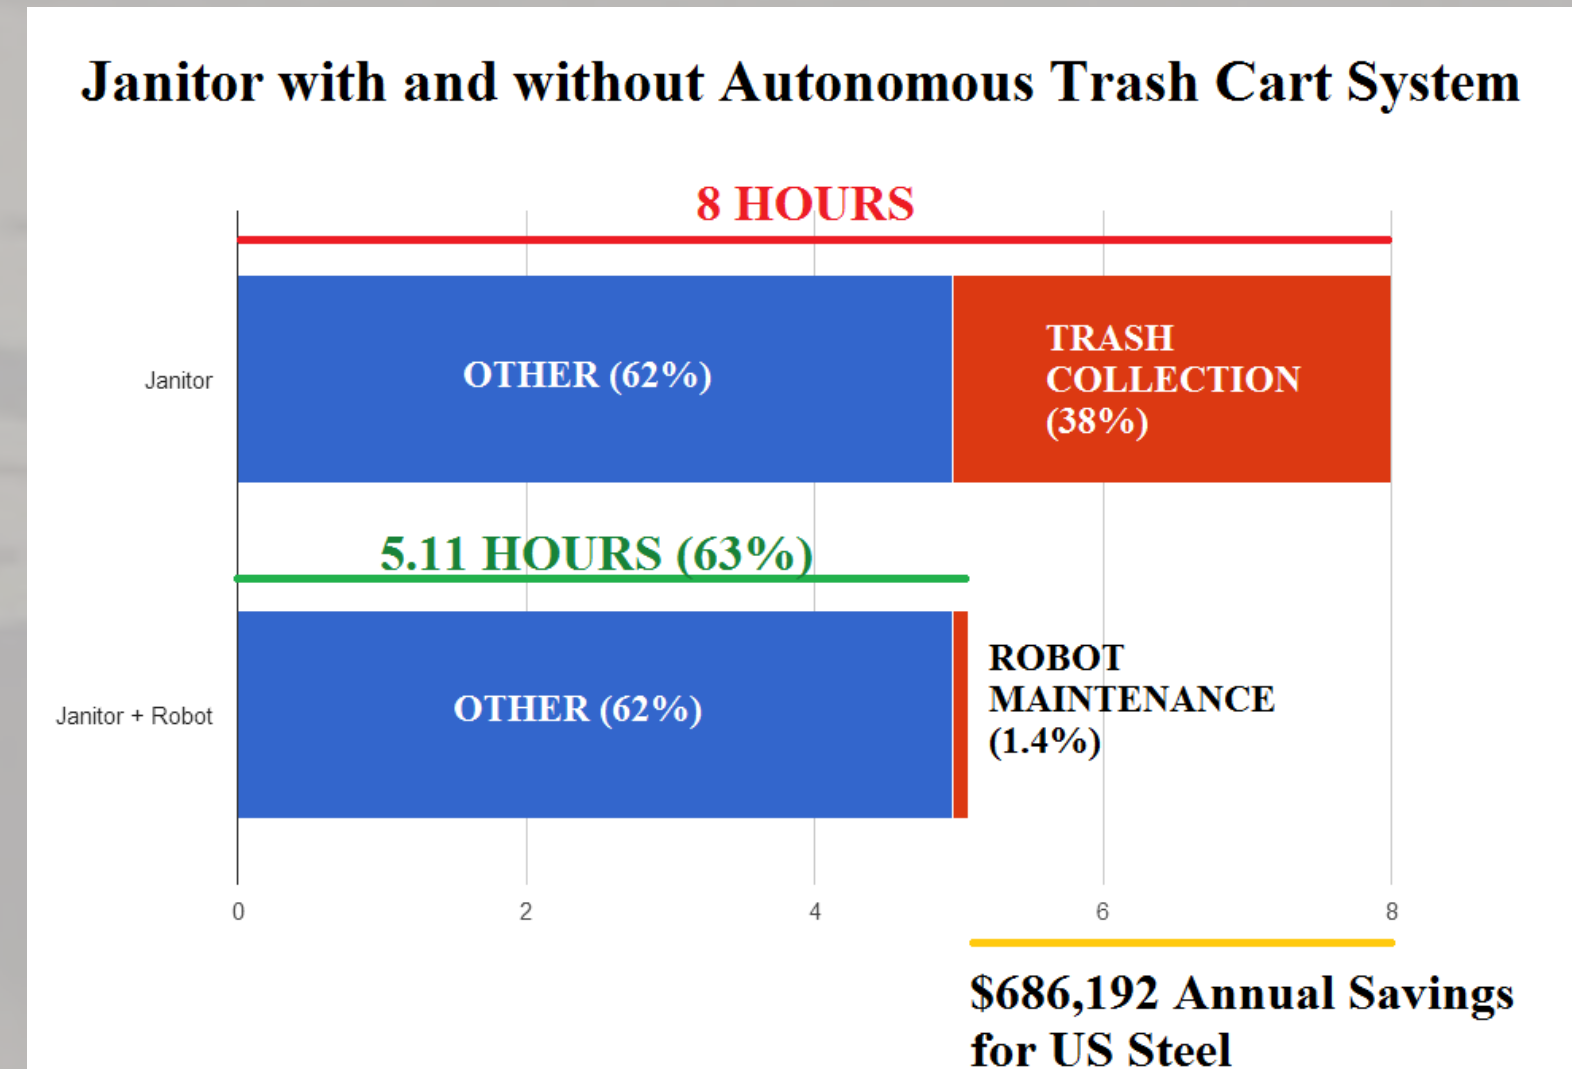 Janitor with and without Autonomous Trash Cart System
8 HOURS
Janitor
OTHER (62%)
TRASH
COLLECTION
(38%)
5.11 HOURS (63%)
Janitor + Robot
OTHER (62%)
ROBOT
MAINTENANCE
(1.4%)
0 2 4 6 8
$686,192 Annual Savings
for US Steel